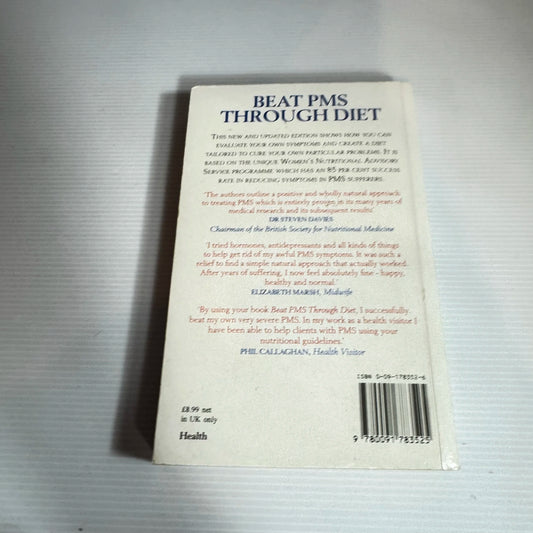 BEAT PMS
THROUGH DIET
THIS NEW AND UPDATED EDITION SHOWS HOW YOU CAN
EVALUATE YOUR OWN SYMPTOMS AND CREATE A DIET
TAILORED TO CURE YOUR OWN PARTICULAR PROBLEMS. IT IS
BASED ON THE UNIQUE WOMEN'S NUTRITIONAL ADVISORY
SERVICE PROGRAMME WHICH HAS AN 85 PER CENT SUCCESS
RATE IN REDUCING SYMPTOMS IN PMS SUFFERERS.
'The authors outline a positive and wholly natural approach
to treating PMS which is entirely proven in its many years of
medical research and its subsequent results'
DR STEVEN DAVIES
Chairman of the British Society for Nutritional Medicine
'I tried hormones, antidepressants and all kinds of things
to help get rid of my awful PMS symptoms. It was such
a relief to find a simple natural approach that actually worked.
After years of suffering, I now feel absolutely fine - happy,
healthy and normal.'
ELIZABETH MARSH, Midwife
'By using your book Beat PMS Through Diet, I successfully
beat my own very severe PMS. In my work as a health visitor I
have been able to help clients with PMS using your
nutritional guidelines.'
PHIL CALLAGHAN, Health Visitor
ISBN 0-09-178352-6
£8.99 net
in UK only
Health
9 780091 783525